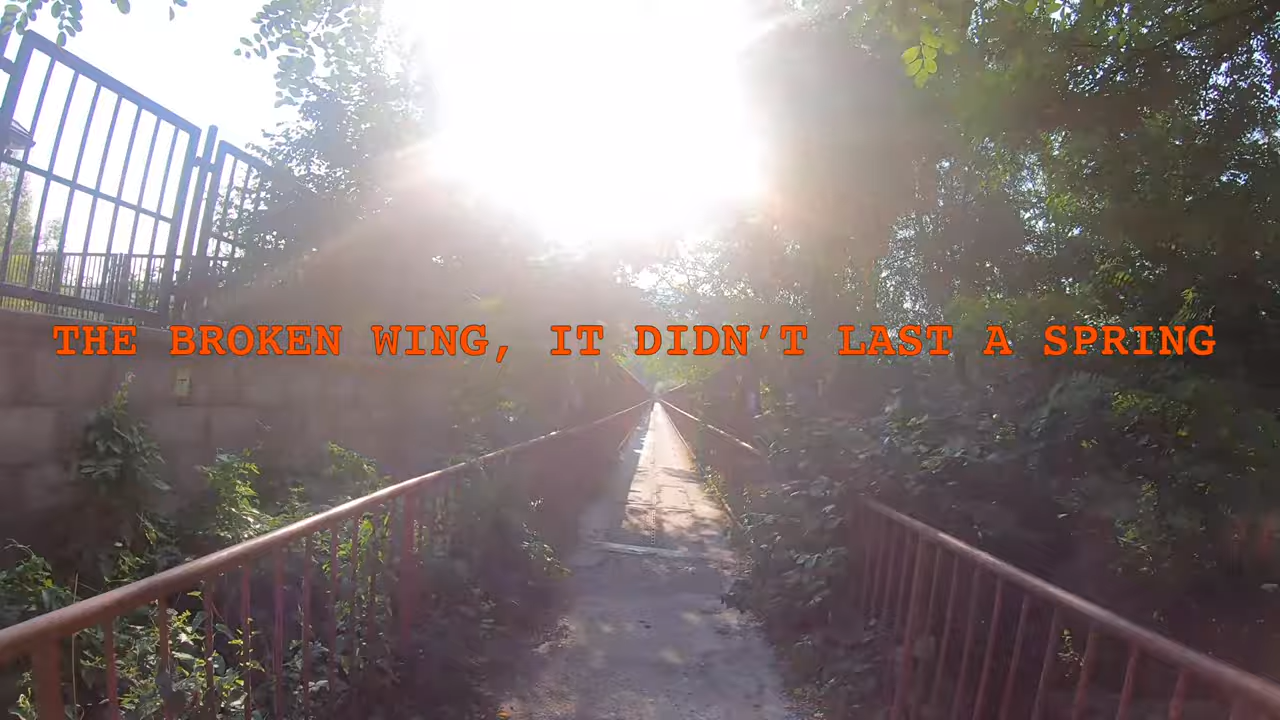 THE BROKEN WING, IT DIDN’T LAST A SPRING